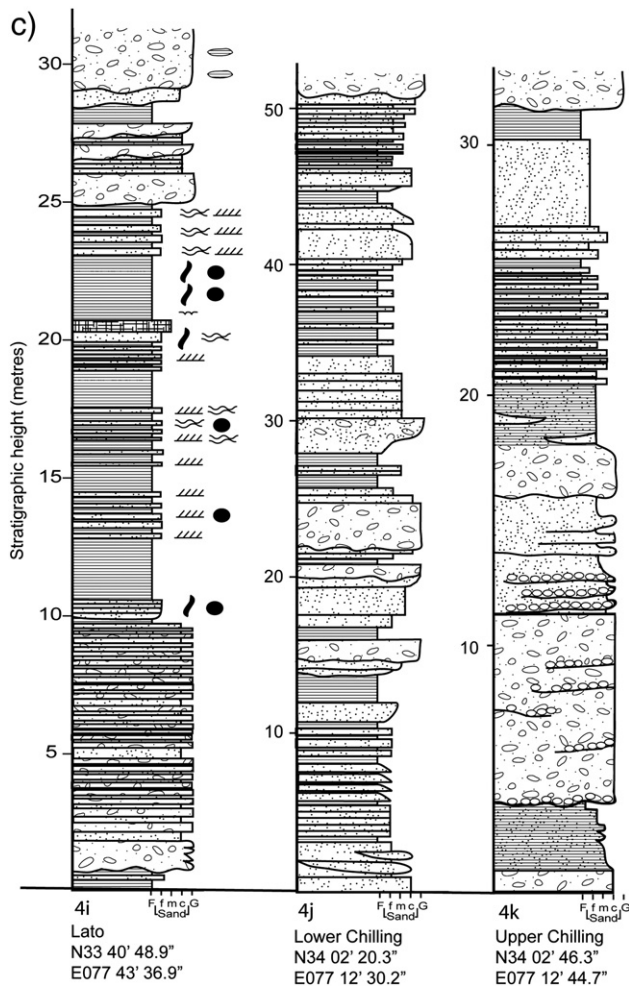 c)
Stratigraphic height (metres)
30
25
20
15
10
5
50
40
30
20
10
30
20
10
F f m c G
Sand
F f m c G
Sand
F f m c G
Sand
4i
Lato
N33 40’ 48.9”
E077 43’ 36.9”
4j
Lower Chilling
N34 02’ 20.3”
E077 12’ 30.2”
4k
Upper Chilling
N34 02’ 46.3”
E077 12’ 44.7”